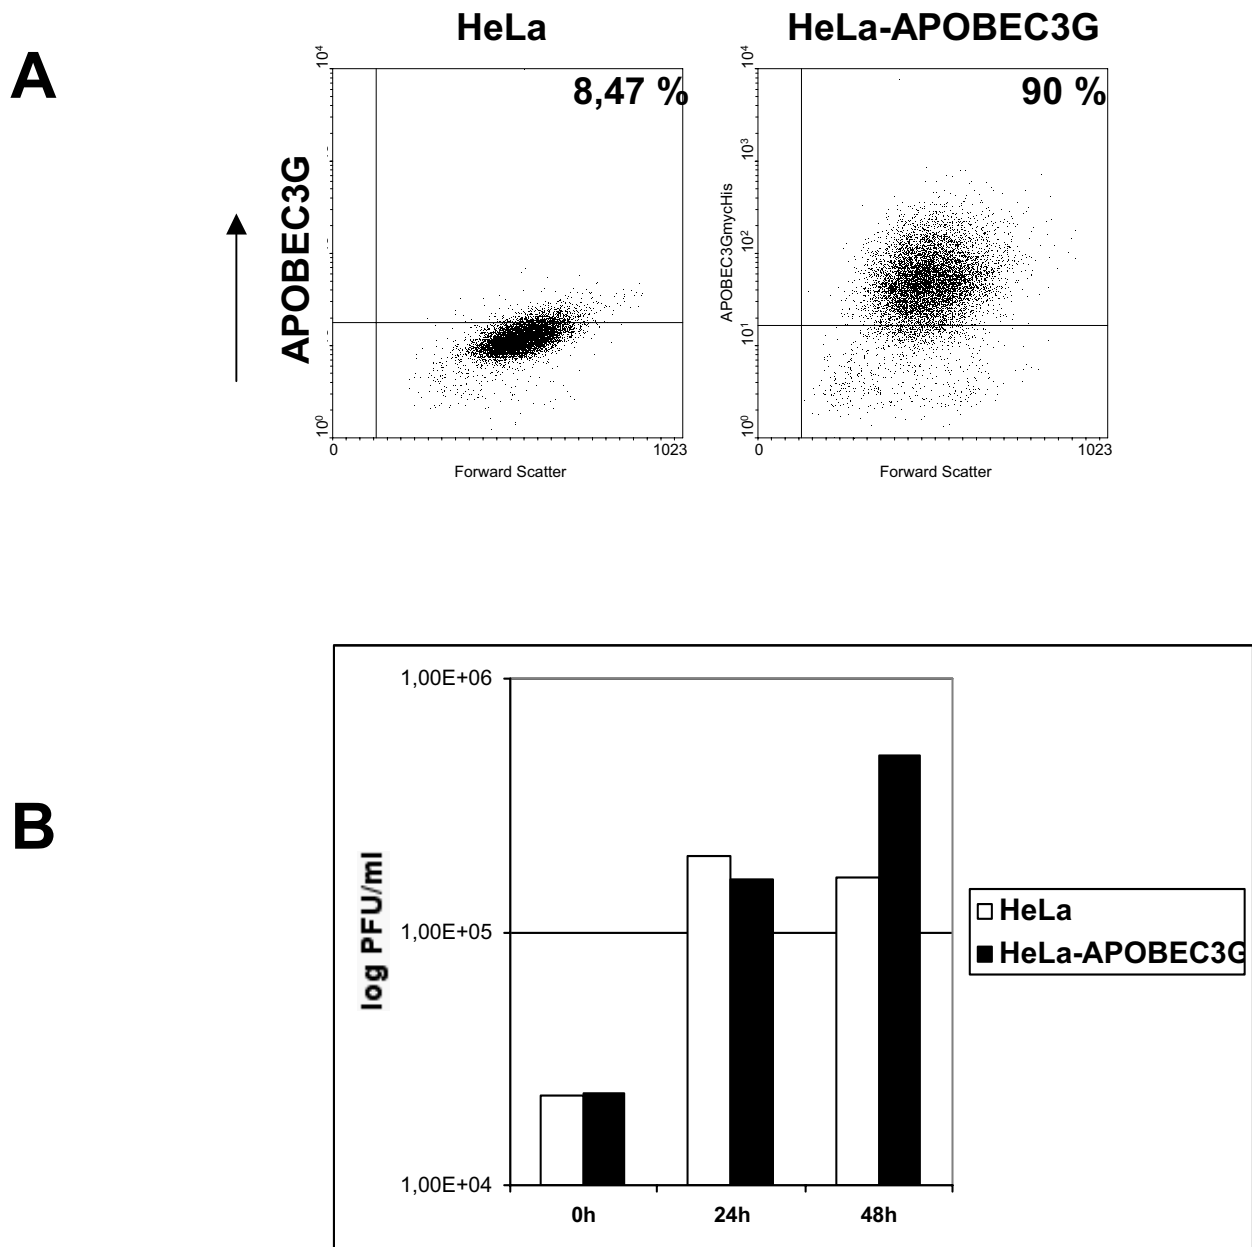 A
HeLa
HeLa-APOBEC3G
8,47 %
90 %
APOBEC3G
10⁴
10⁰
0
1023
Forward Scatter
APOBEC3GmycHis
10⁴
10³
10²
10¹
10⁰
0
1023
Forward Scatter
B
log PFU/ml
1,00E+06
1,00E+05
1,00E+04
0h
24h
48h
HeLa
HeLa-APOBEC3G